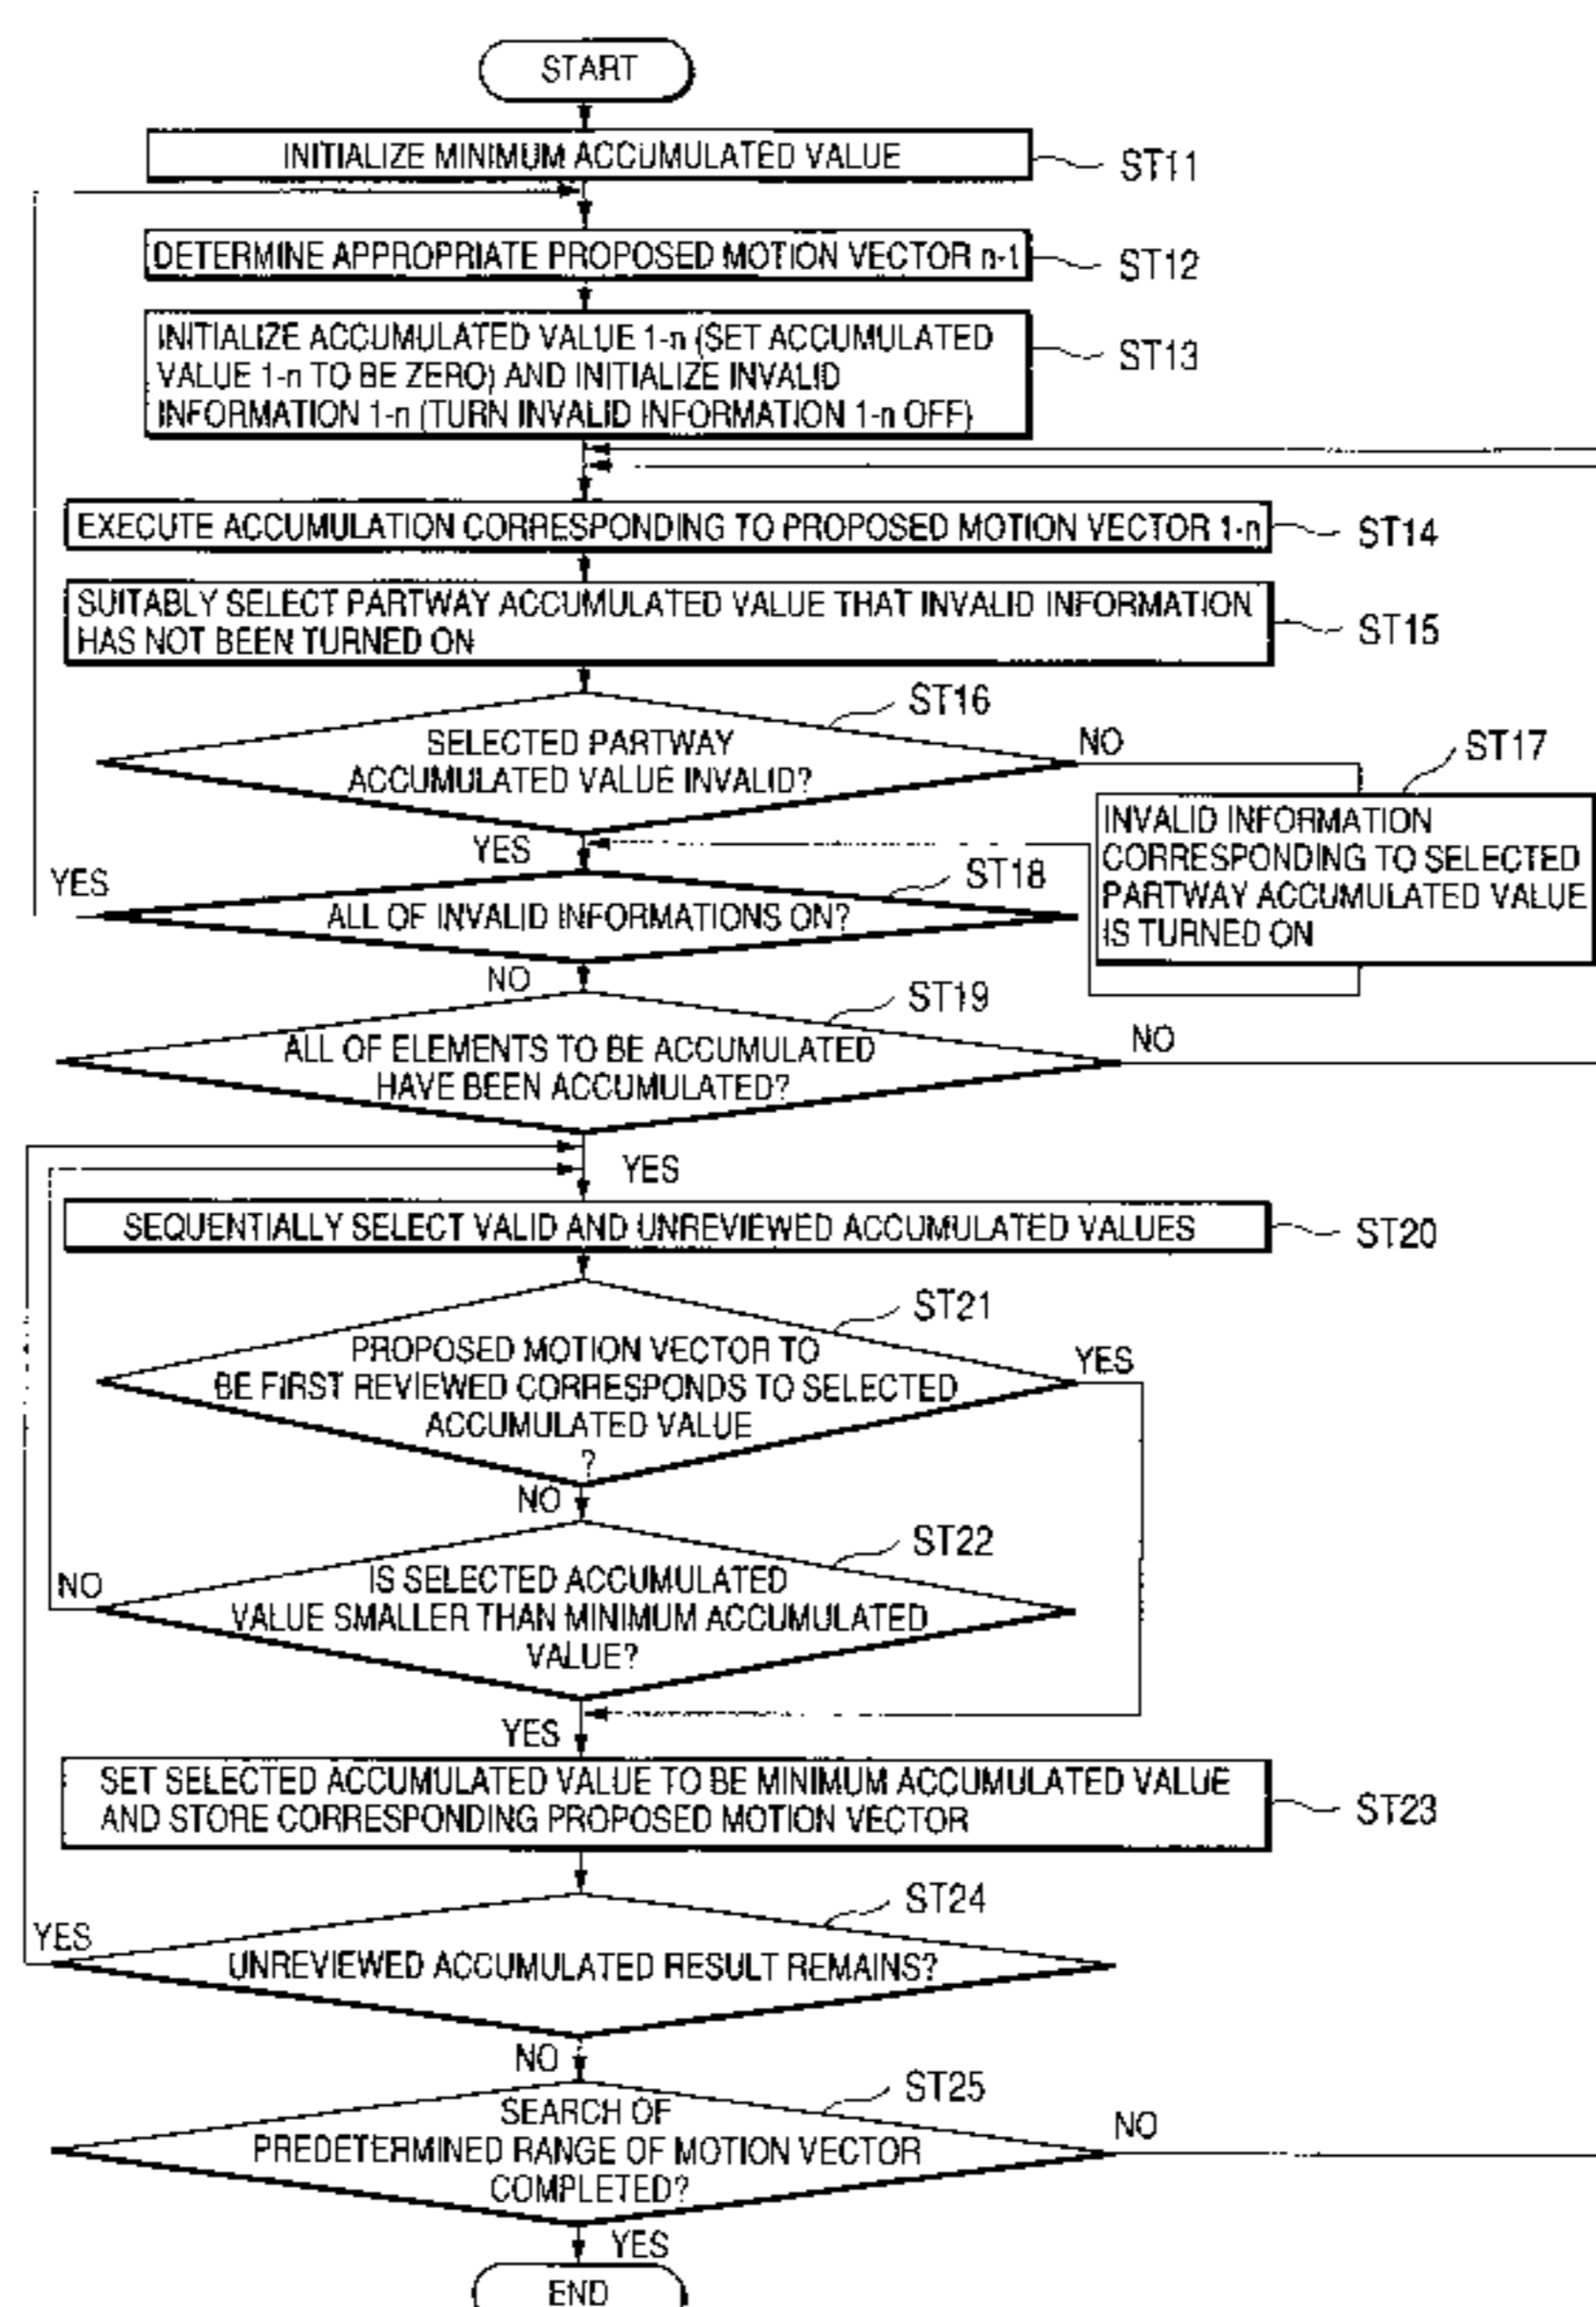 START
INITIALIZE MINIMUM ACCUMULATED VALUE
ST11
DETERMINE APPROPRIATE PROPOSED MOTION VECTOR n-1
ST12
INITIALIZE ACCUMULATED VALUE 1-n (SET ACCUMULATED
VALUE 1-n TO BE ZERO) AND INITIALIZE INVALID
INFORMATION 1-n (TURN INVALID INFORMATION 1-n OFF)
ST13
EXECUTE ACCUMULATION CORRESPONDING TO PROPOSED MOTION VECTOR 1-n
ST14
SUITABLY SELECT PARTWAY ACCUMULATED VALUE THAT INVALID INFORMATION
HAS NOT BEEN TURNED ON
ST15
ST16
SELECTED PARTWAY
ACCUMULATED VALUE INVALID?
NO
YES
ST17
INVALID INFORMATION
CORRESPONDING TO SELECTED
PARTWAY ACCUMULATED VALUE
IS TURNED ON
ST18
YES
ALL OF INVALID INFORMATIONS ON?
NO
ST19
ALL OF ELEMENTS TO BE ACCUMULATED
HAVE BEEN ACCUMULATED?
NO
YES
SEQUENTIALLY SELECT VALID AND UNREVIEWED ACCUMULATED VALUES
ST20
ST21
PROPOSED MOTION VECTOR TO
BE FIRST REVIEWED CORRESPONDS TO SELECTED
ACCUMULATED VALUE
?
YES
NO
ST22
IS SELECTED ACCUMULATED
VALUE SMALLER THAN MINIMUM ACCUMULATED
VALUE?
NO
YES
SET SELECTED ACCUMULATED VALUE TO BE MINIMUM ACCUMULATED VALUE
AND STORE CORRESPONDING PROPOSED MOTION VECTOR
ST23
ST24
YES
UNREVIEWED ACCUMULATED RESULT REMAINS?
NO
ST25
SEARCH OF
PREDETERMINED RANGE OF MOTION VECTOR
COMPLETED?
NO
YES
END